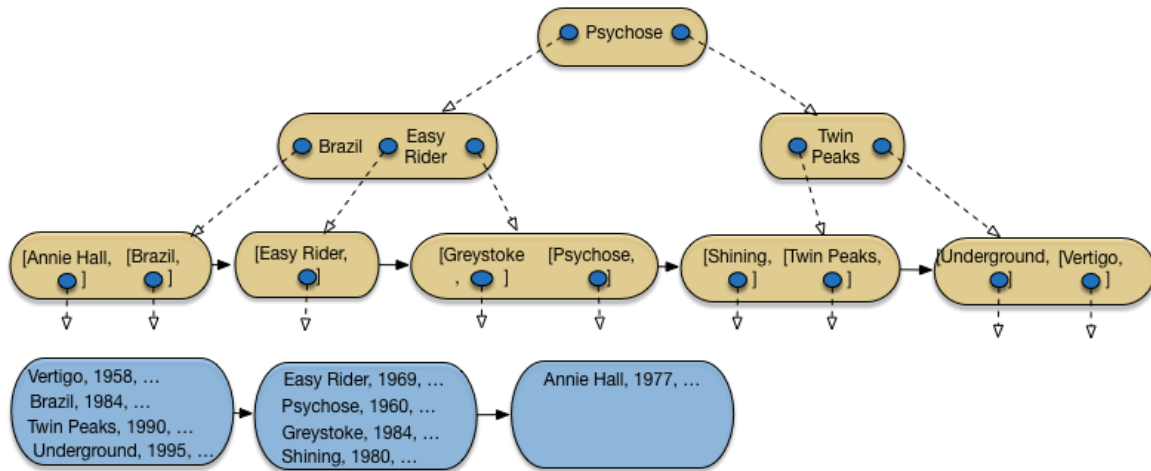 Psychose
Brazil
Easy
Rider
Twin
Peaks
[Annie Hall, ]
[Brazil, ]
[Easy Rider, ]
[Greystoke
, ]
[Psychose, ]
[Shining, ]
[Twin Peaks, ]
[Underground, ]
[Vertigo, ]
Vertigo, 1958, …
Brazil, 1984, …
Twin Peaks, 1990, …
Underground, 1995, …
Easy Rider, 1969, …
Psychose, 1960, …
Greystoke, 1984, …
Shining, 1980, …
Annie Hall, 1977, …